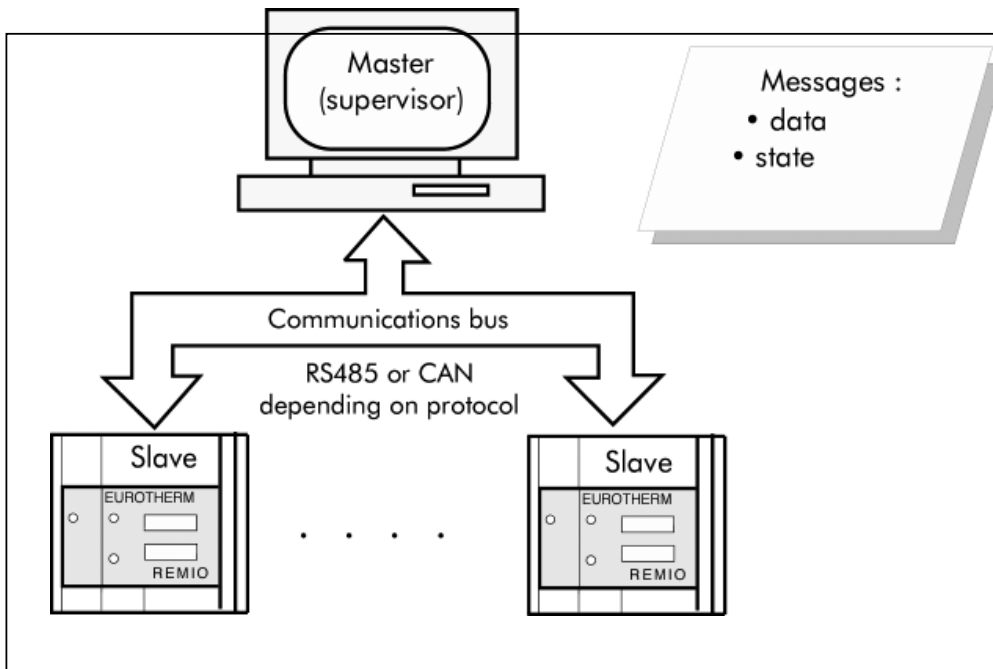 Master
(supervisor)
Messages :
• data
• state
Communications bus
RS485 or CAN
depending on protocol
Slave
EUROTHERM
REMIO
Slave
EUROTHERM
REMIO